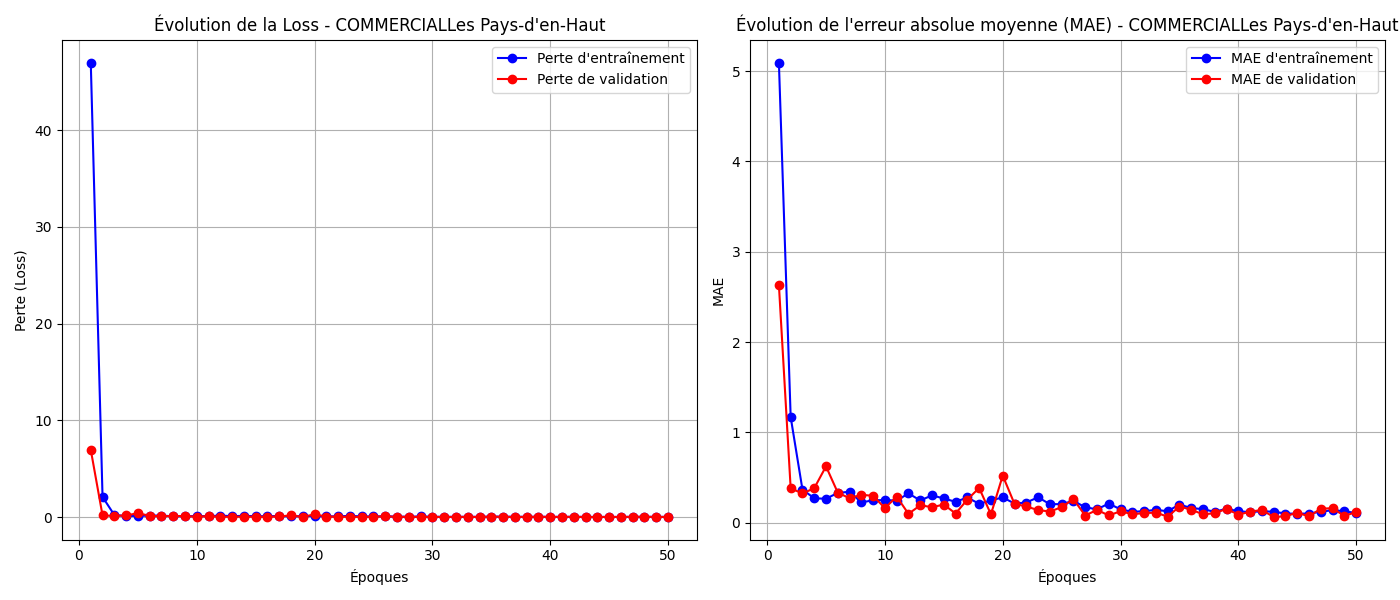 Évolution de la Loss - COMMERCIALLes Pays-d'en-Haut
Perte d'entraînement
Perte de validation
Perte (Loss)
40
30
20
10
0
0 10 20 30 40 50
Époques
Évolution de l'erreur absolue moyenne (MAE) - COMMERCIALLes Pays-d'en-Haut
MAE d'entraînement
MAE de validation
MAE
5
4
3
2
1
0
0 10 20 30 40 50
Époques